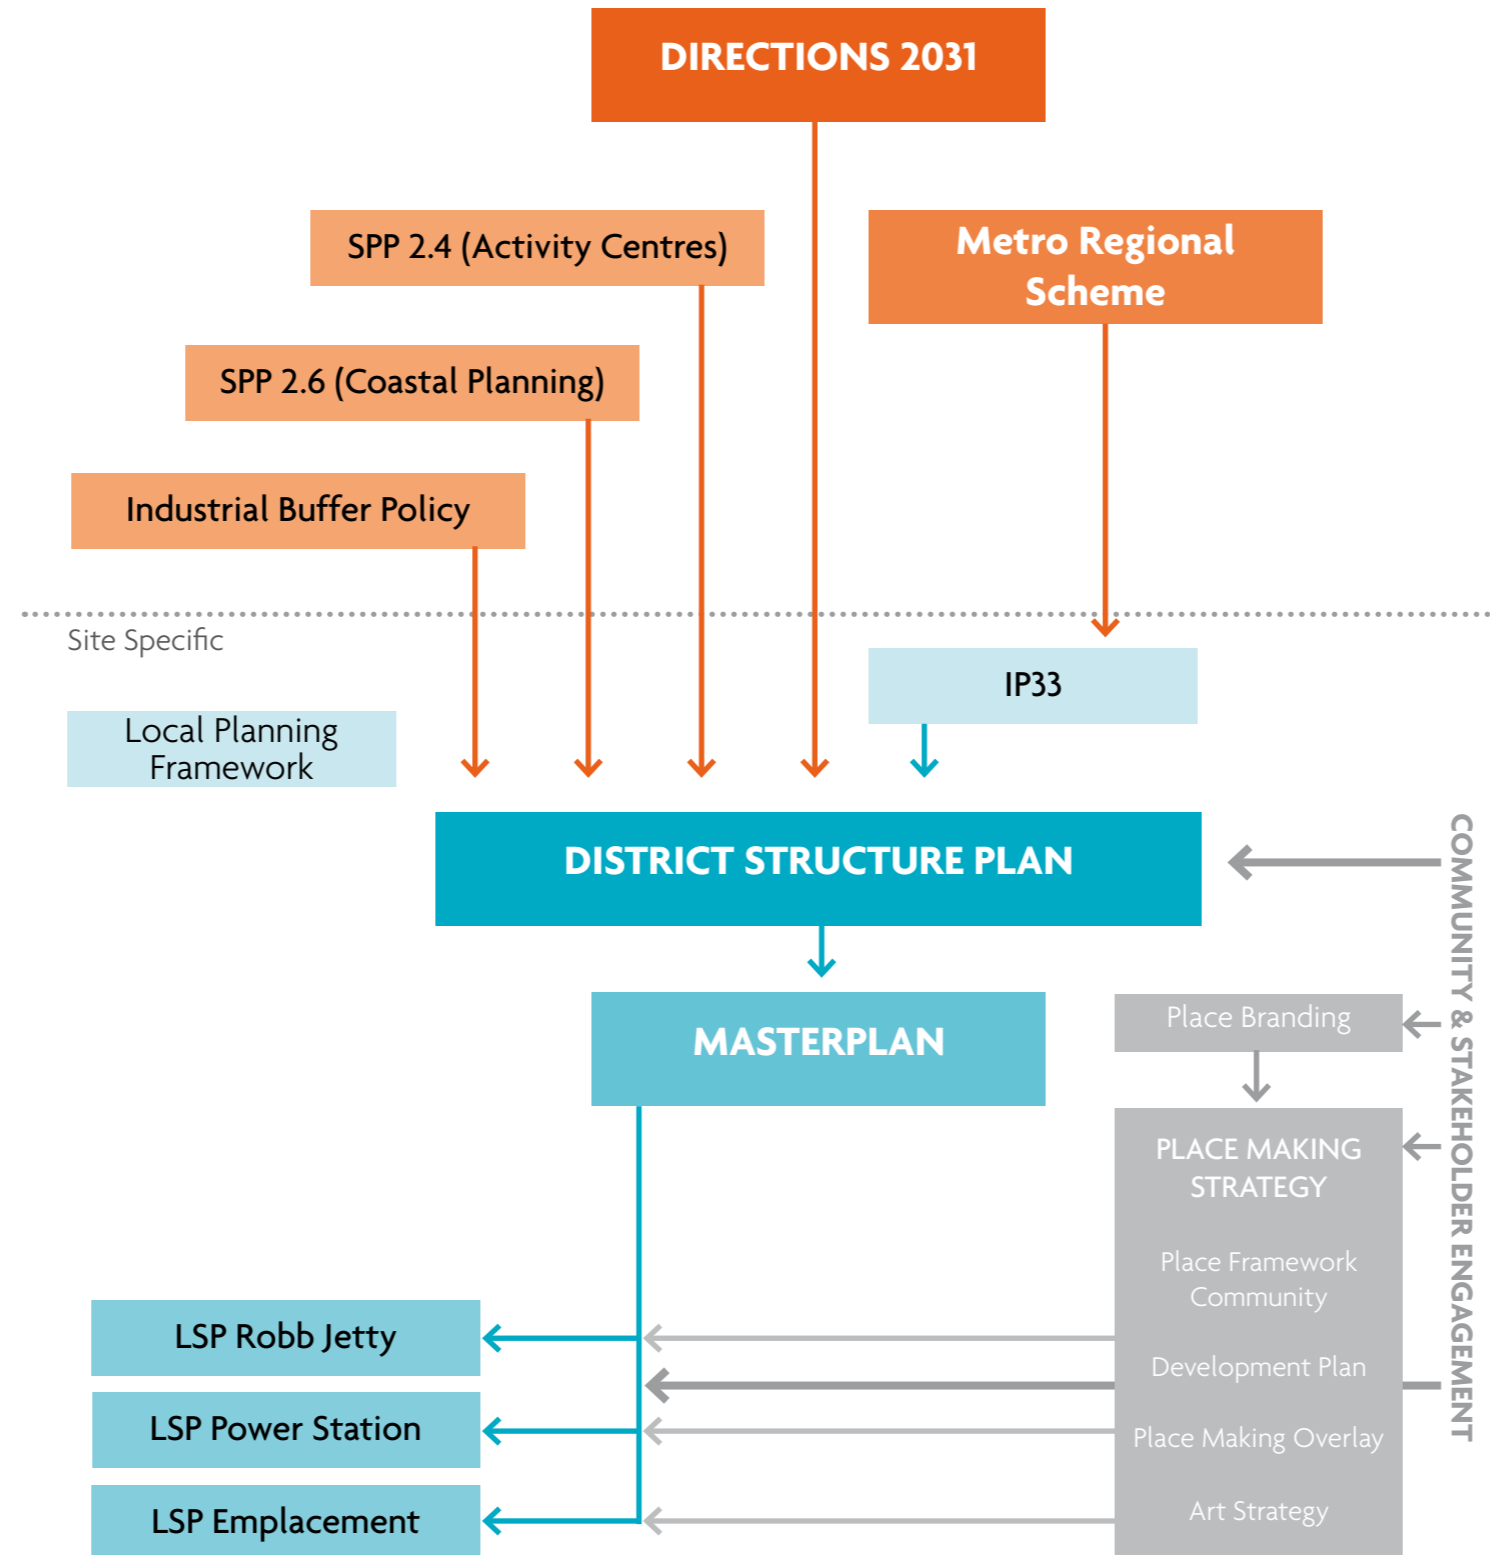 DIRECTIONS 2031
SPP 2.4 (Activity Centres)
Metro Regional
Scheme
SPP 2.6 (Coastal Planning)
Industrial Buffer Policy
Site Specific
IP33
Local Planning
Framework
DISTRICT STRUCTURE PLAN
COMMUNITY & STAKEHOLDER ENGAGEMENT
MASTERPLAN
Place Branding
PLACE MAKING
STRATEGY
Place Framework
Community
Development Plan
Place Making Overlay
Art Strategy
LSP Robb Jetty
LSP Power Station
LSP Emplacement